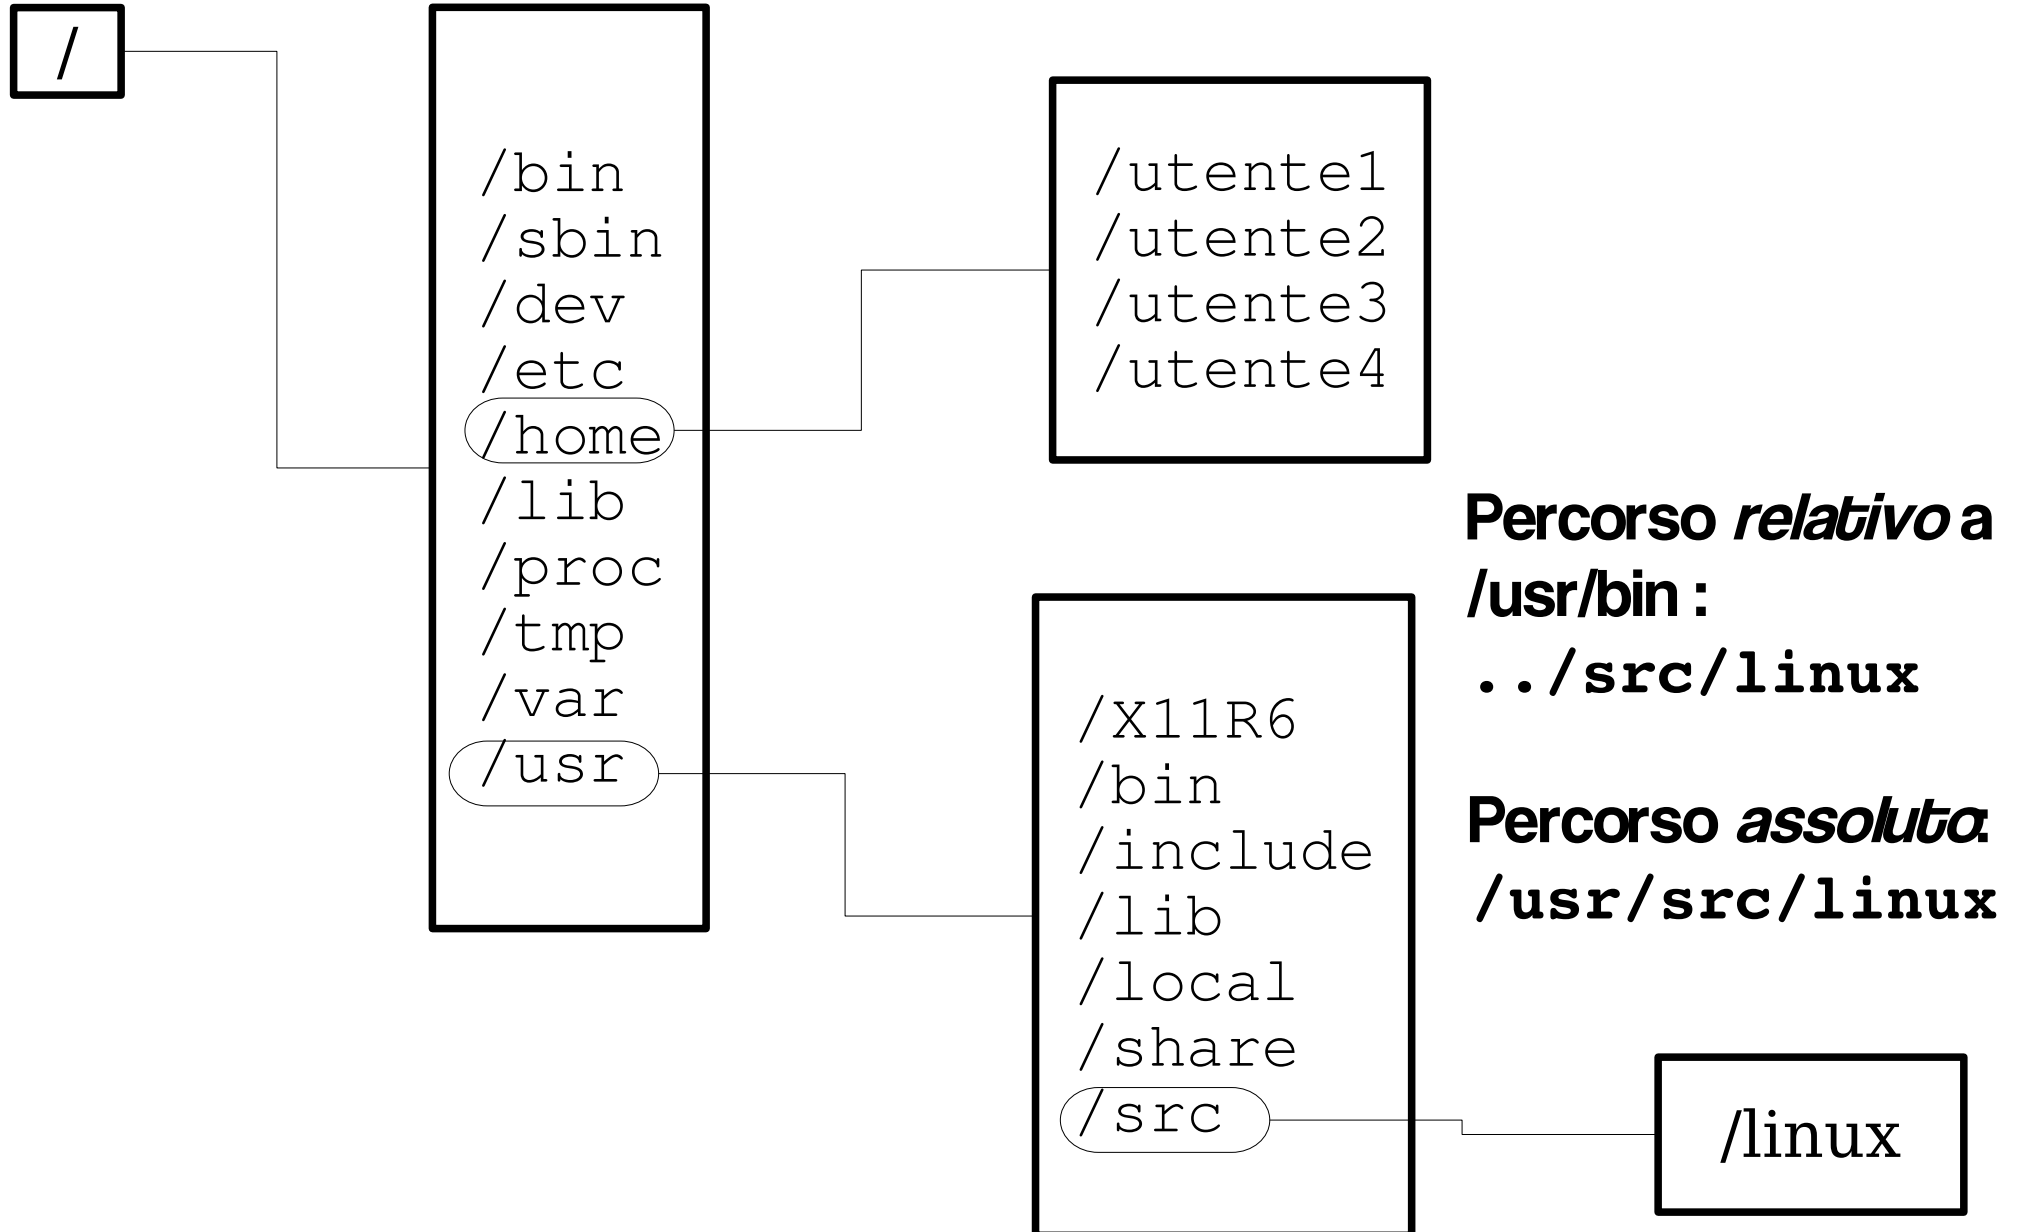 /
/bin
/sbin
/dev
/etc
/home
/lib
/proc
/tmp
/var
/usr
/utente1
/utente2
/utente3
/utente4
/X11R6
/bin
/include
/lib
/local
/share
/src
/linux
Percorso relativo a
/usr/bin :
../src/linux
Percorso assoluto:
/usr/src/linux